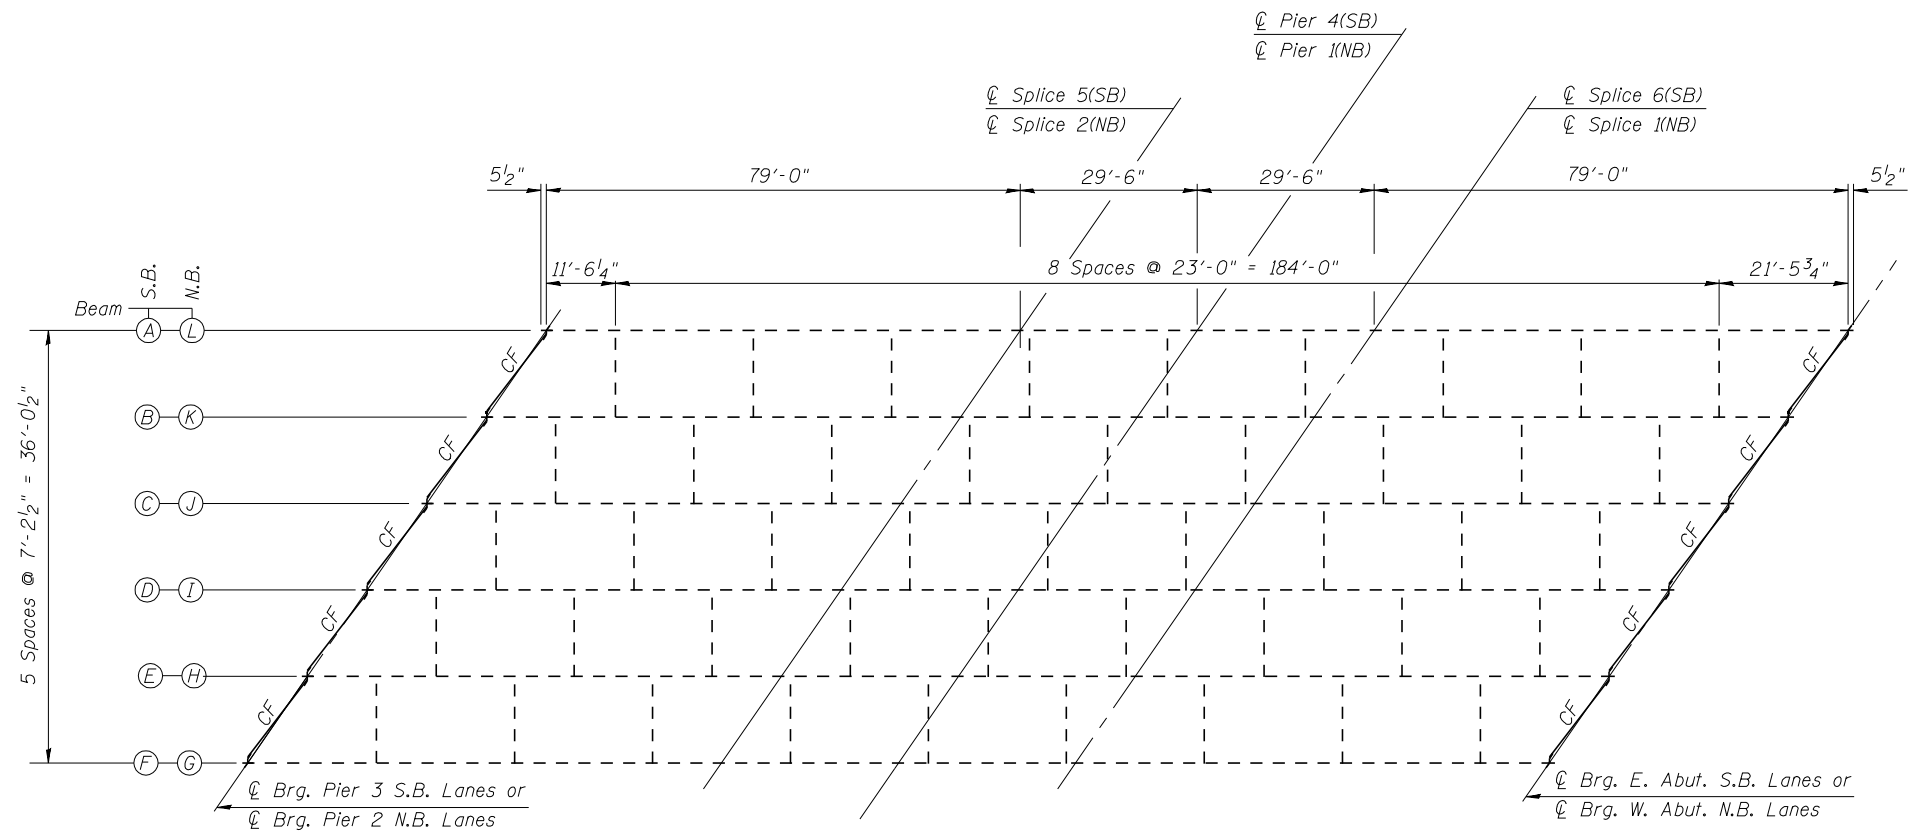 ℄ Pier 4(SB)
℄ Pier 1(NB)
℄ Splice 5(SB)
℄ Splice 2(NB)
℄ Splice 6(SB)
℄ Splice 1(NB)
5½" 79'-0" 29'-6" 29'-6" 79'-0" 5½"
11'-6¼" 8 Spaces @ 23'-0" = 184'-0" 21'-5¾"
S.B. N.B.
Beam
A L
B K
C J
D I
E H
F G
5 Spaces @ 7'-2½" = 36'-0½"
CF
CF
CF
CF
CF
CF
CF
CF
CF
CF
℄ Brg. Pier 3 S.B. Lanes or
℄ Brg. Pier 2 N.B. Lanes
℄ Brg. E. Abut. S.B. Lanes or
℄ Brg. W. Abut. N.B. Lanes